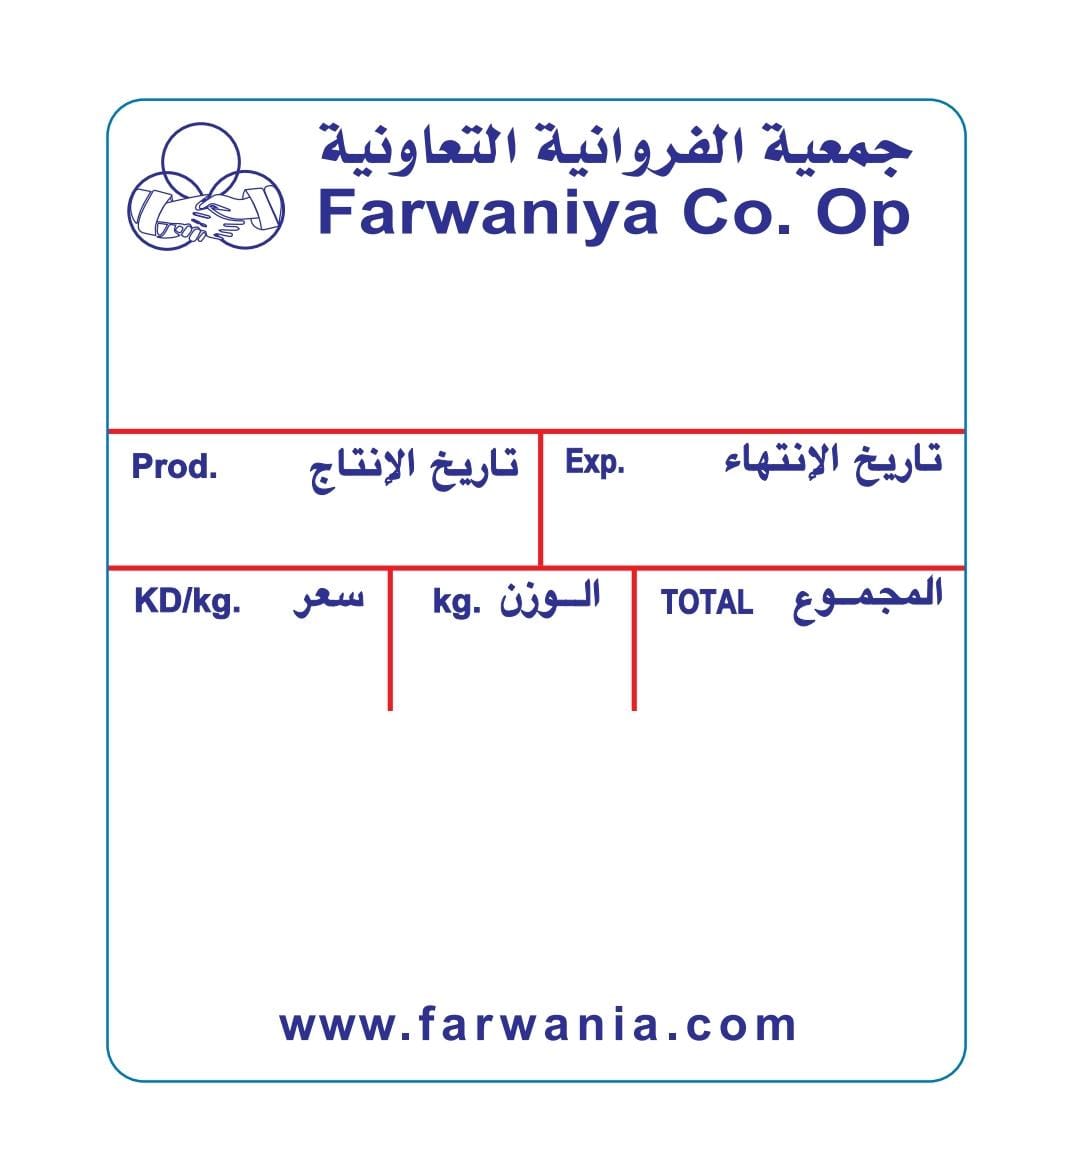 جمعية الفروانية التعاونية
Farwaniya Co. Op
Prod. تاريخ الإنتاج
Exp. تاريخ الإنتهاء
KD/kg. سعر
kg. الـوزن
TOTAL المجمـوع
www.farwania.com